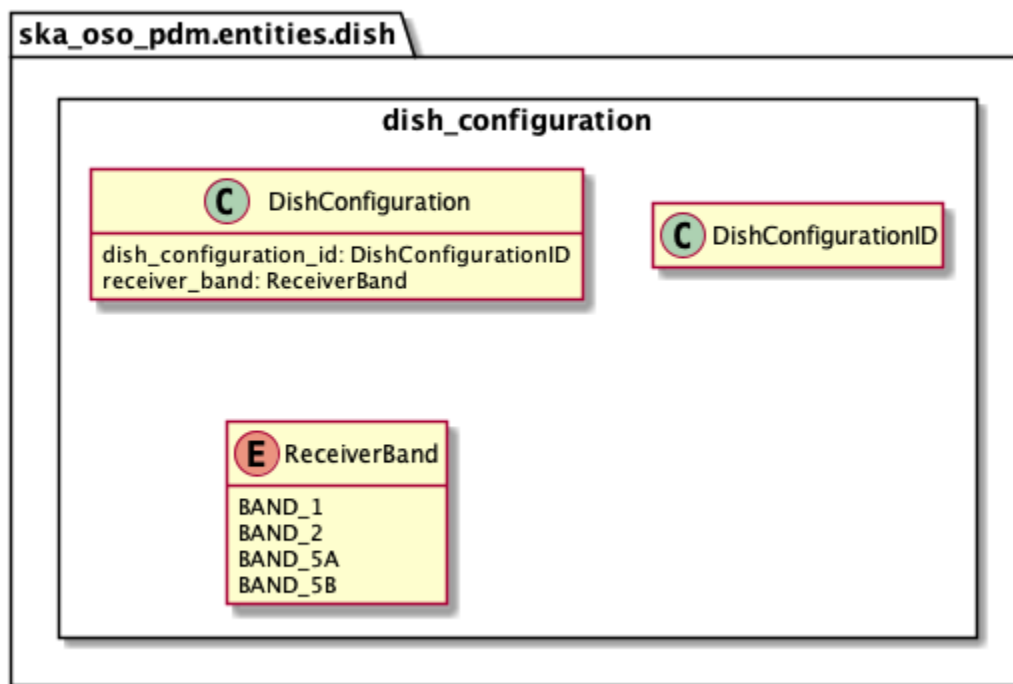 ska_oso_pdm.entities.dish
dish_configuration
C DishConfiguration
dish_configuration_id: DishConfigurationID
receiver_band: ReceiverBand
C DishConfigurationID
E ReceiverBand
BAND_1
BAND_2
BAND_5A
BAND_5B